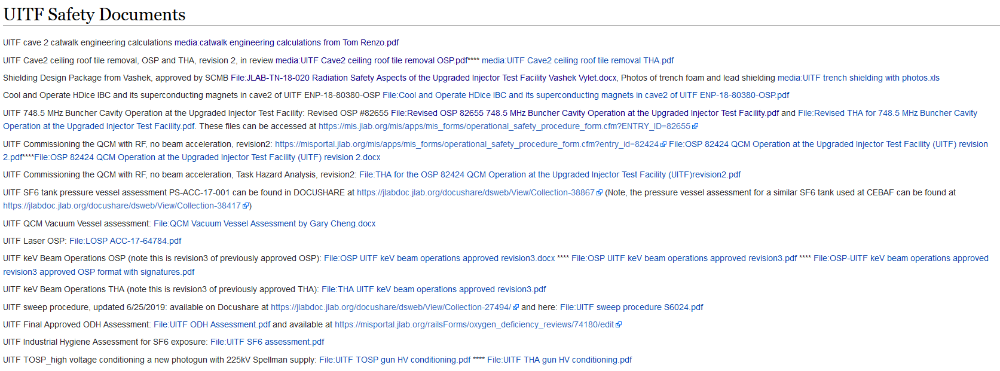 UITF Safety Documents
UITF cave 2 catwalk engineering calculations media:catwalk engineering calculations from Tom Renzo.pdf
UITF Cave2 ceiling roof tile removal, OSP and THA, revision 2, in review media:UITF Cave2 ceiling roof tile removal OSP.pdf**** media:UITF Cave2 ceiling roof tile removal THA.pdf
Shielding Design Package from Vashek, approved by SCMB File:JLAB-TN-18-020 Radiation Safety Aspects of the Upgraded Injector Test Facility Vashek Vylet.docx, Photos of trench foam and lead shielding media:UITF trench shielding with photos.xls
Cool and Operate HDice IBC and its superconducting magnets in cave2 of UITF ENP-18-80380-OSP File:Cool and Operate HDice IBC and its superconducting magnets in cave2 of UITF ENP-18-80380-OSP.pdf
UITF 748.5 MHz Buncher Cavity Operation at the Upgraded Injector Test Facility: Revised OSP #82655 File:Revised OSP 82655 748.5 MHz Buncher Cavity Operation at the Upgraded Injector Test Facility.pdf and File:Revised THA for 748.5 MHz Buncher Cavity
Operation at the Upgraded Injector Test Facility.pdf. These files can be accessed at https://mis.jlab.org/mis/apps/mis_forms/operational_safety_procedure_form.cfm?ENTRY_ID=82655
UITF Commissioning the QCM with RF, no beam acceleration, revision2: https://misportal.jlab.org/mis/apps/mis_forms/operational_safety_procedure_form.cfm?entry_id=82424 File:OSP 82424 QCM Operation at the Upgraded Injector Test Facility (UITF) revision
2.pdf****File:OSP 82424 QCM Operation at the Upgraded Injector Test Facility (UITF) revision 2.docx
UITF Commissioning the QCM with RF, no beam acceleration, Task Hazard Analysis, revision2: File:THA for the OSP 82424 QCM Operation at the Upgraded Injector Test Facility (UITF)revision2.pdf
UITF SF6 tank pressure vessel assessment PS-ACC-17-001 can be found in DOCUSHARE at https://jlabdoc.jlab.org/docushare/dsweb/View/Collection-38867 (Note, the pressure vessel assessment for a similar SF6 tank used at CEBAF can be found at
https://jlabdoc.jlab.org/docushare/dsweb/View/Collection-38417)
UITF QCM Vacuum Vessel assessment: File:QCM Vacuum Vessel Assessment by Gary Cheng.docx
UITF Laser OSP: File:LOSP ACC-17-64784.pdf
UITF keV Beam Operations OSP (note this is revision3 of previously approved OSP): File:OSP UITF keV beam operations approved revision3.docx **** File:OSP UITF keV beam operations approved revision3.pdf **** File:OSP-UITF keV beam operations approved
revision3 approved OSP format with signatures.pdf
UITF keV Beam Operations THA (note this is revision3 of previously approved THA): File:THA UITF keV beam operations approved revision3.pdf
UITF sweep procedure, updated 6/25/2019: available on Docushare at https://jlabdoc.jlab.org/docushare/dsweb/View/Collection-27494/ and here: File:UITF sweep procedure S6024.pdf
UITF Final Approved ODH Assessment: File:UITF ODH Assessment.pdf and available at https://misportal.jlab.org/railsForms/oxygen_deficiency_reviews/74180/edit
UITF Industrial Hygiene Assessment for SF6 exposure: File:UITF SF6 assessment.pdf
UITF TOSP_high voltage conditioning a new photogun with 225kV Spellman supply: File:UITF TOSP gun HV conditioning.pdf **** File:UITF THA gun HV conditioning.pdf